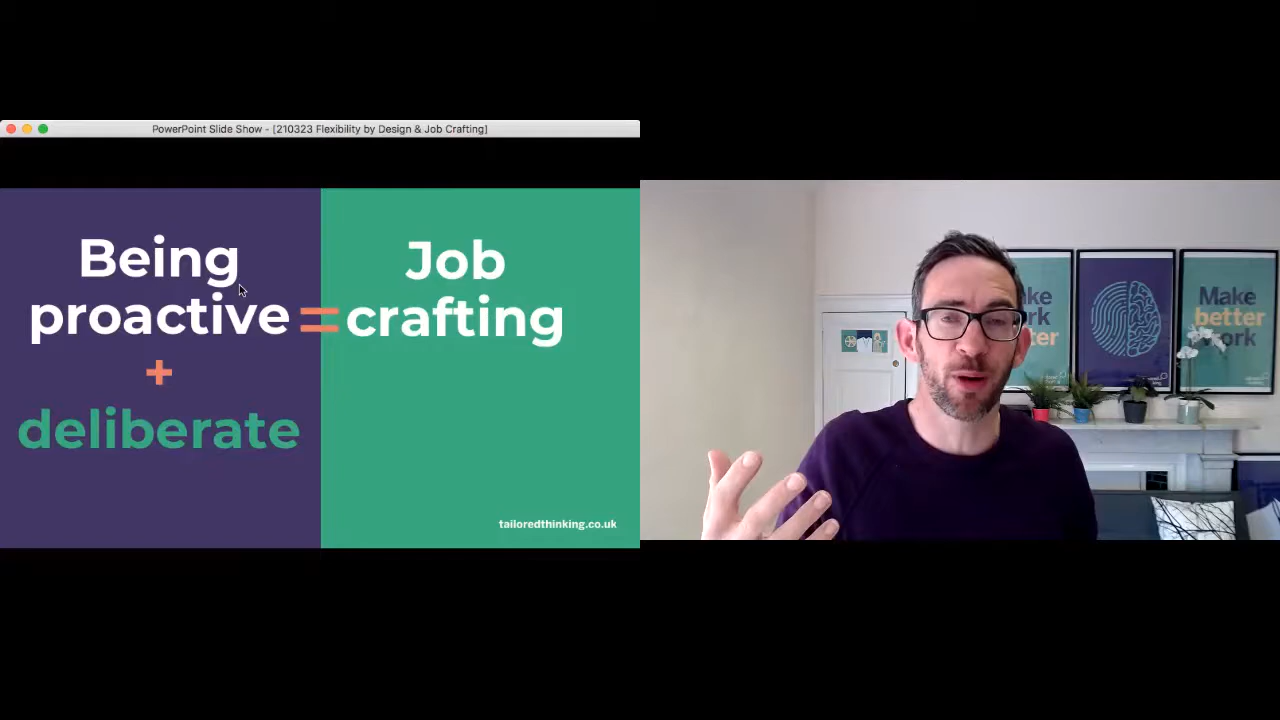 PowerPoint Slide Show - [210323 Flexibility by Design & Job Crafting]
Being
proactive
+
deliberate
=
Job
crafting
tailoredthinking.co.uk
Make
better
work